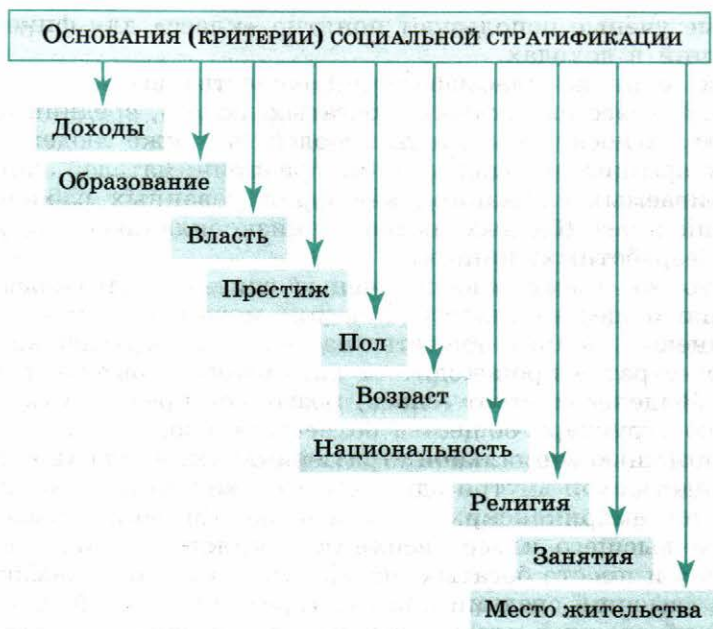 Основания (критерии) социальной стратификации
Доходы
Образование
Власть
Престиж
Пол
Возраст
Национальность
Религия
Занятия
Место жительства